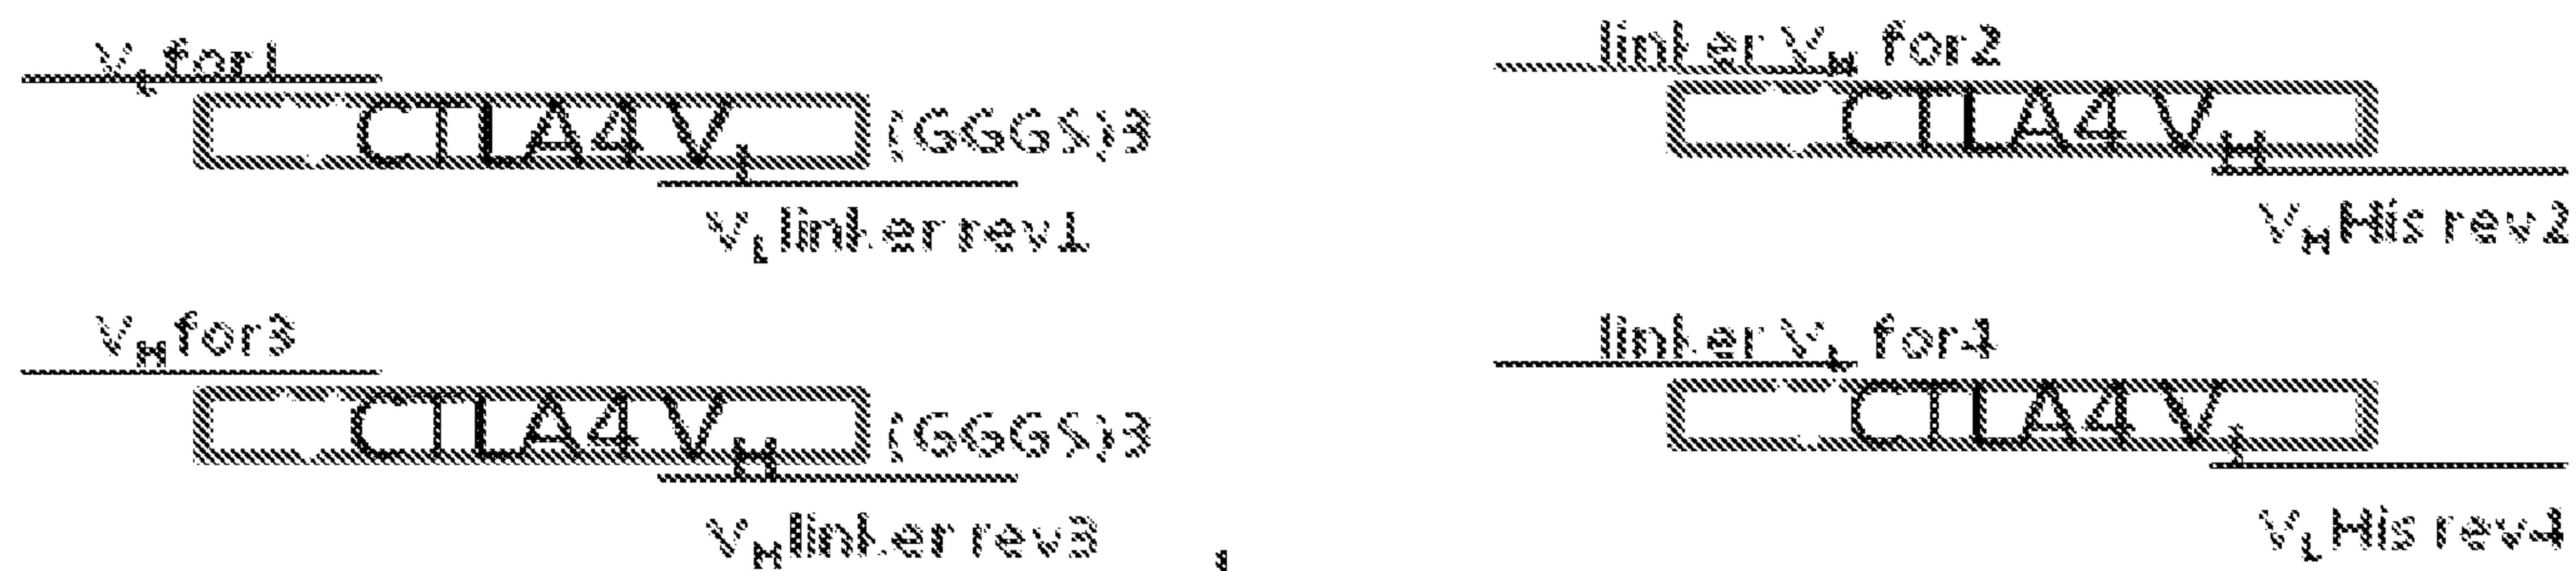 VL for1
linker VH for2
CTLA4 VL (GGGS)3
CTLA4 VH
VL linker rev1
VH His rev2
VH for3
linker VL for4
CTLA4 VH (GGGS)3
CTLA4 VL
VH linker rev3
VL His rev4